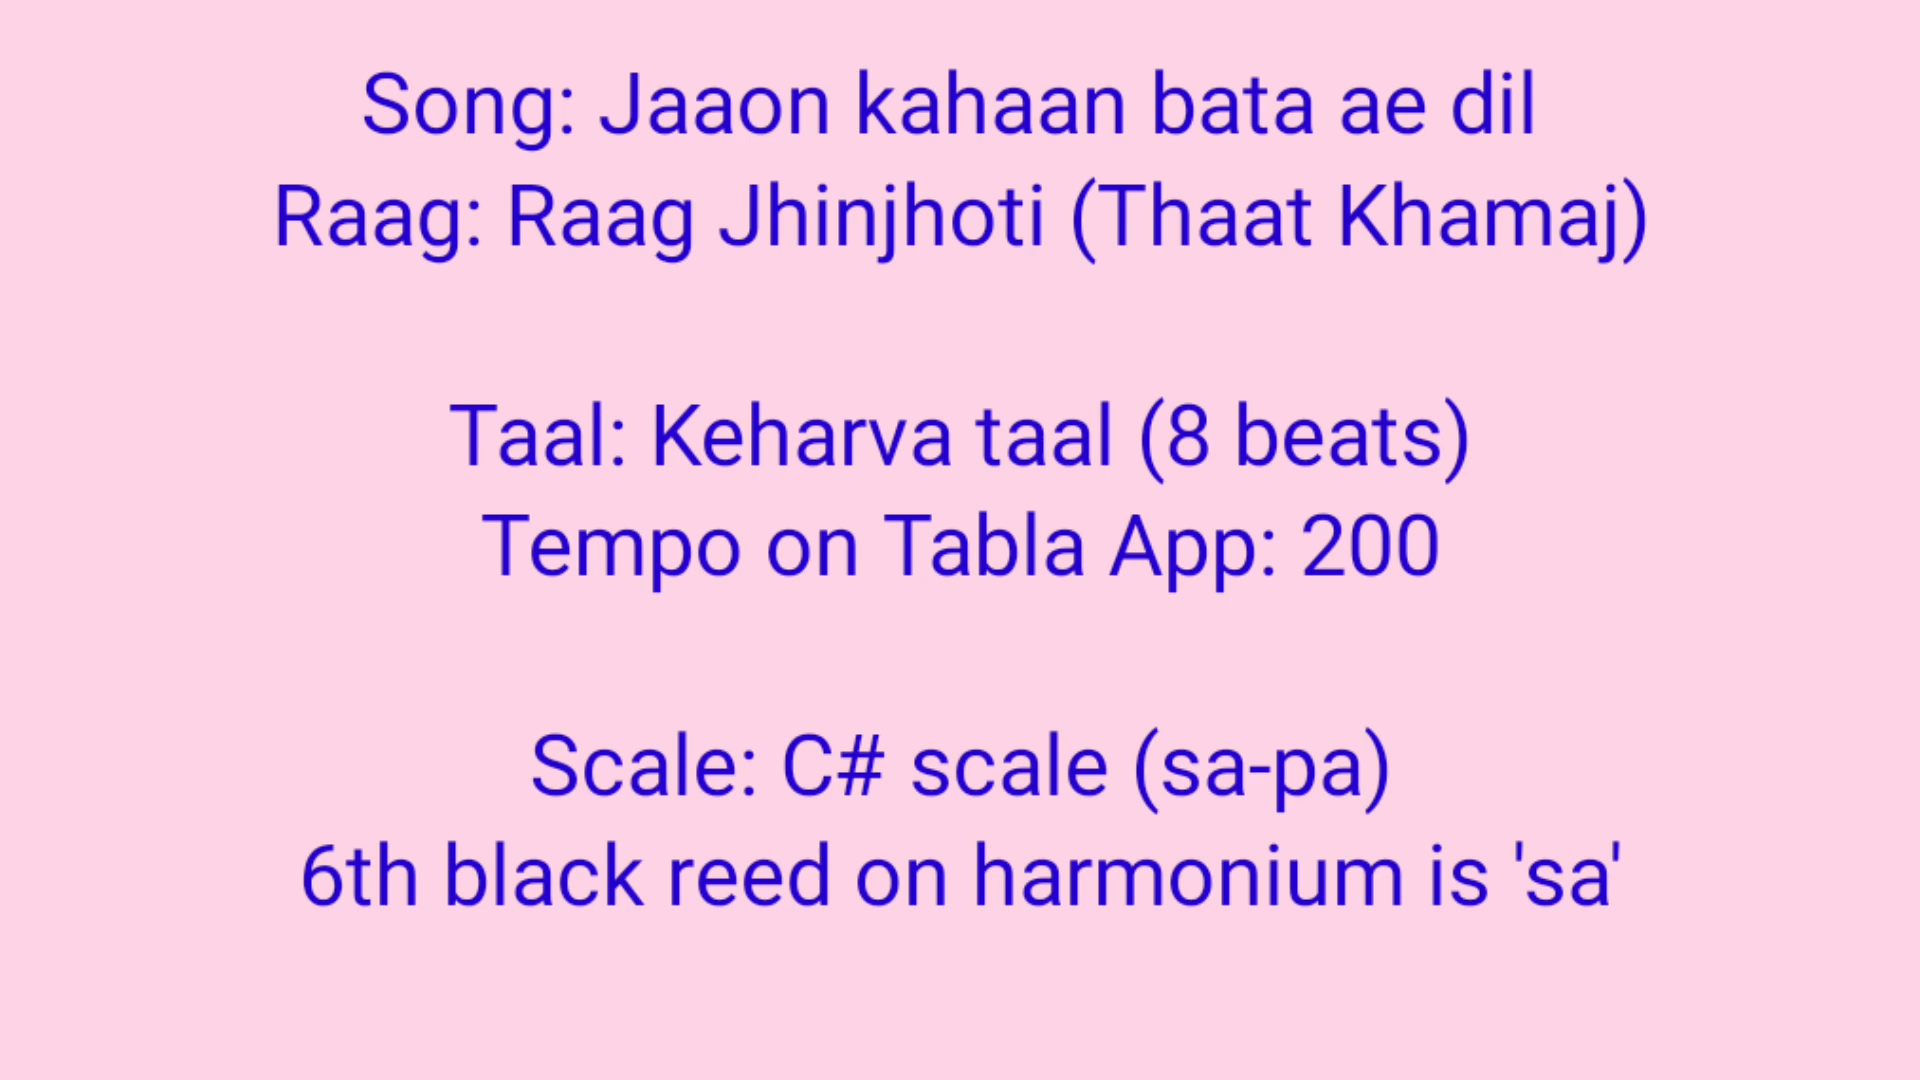 Song: Jaaon kahaan bata ae dil
Raag: Raag Jhinjhoti (Thaat Khamaj)
Taal: Keharva taal (8 beats)
Tempo on Tabla App: 200
Scale: C# scale (sa-pa)
6th black reed on harmonium is 'sa'